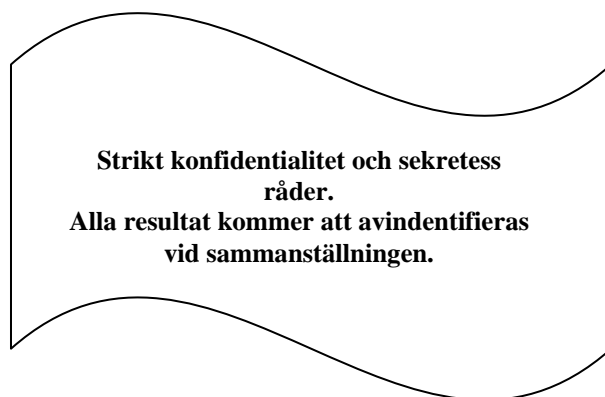 Strikt konfidentialitet och sekretess
råder.
Alla resultat kommer att avindentifieras
vid sammanställningen.